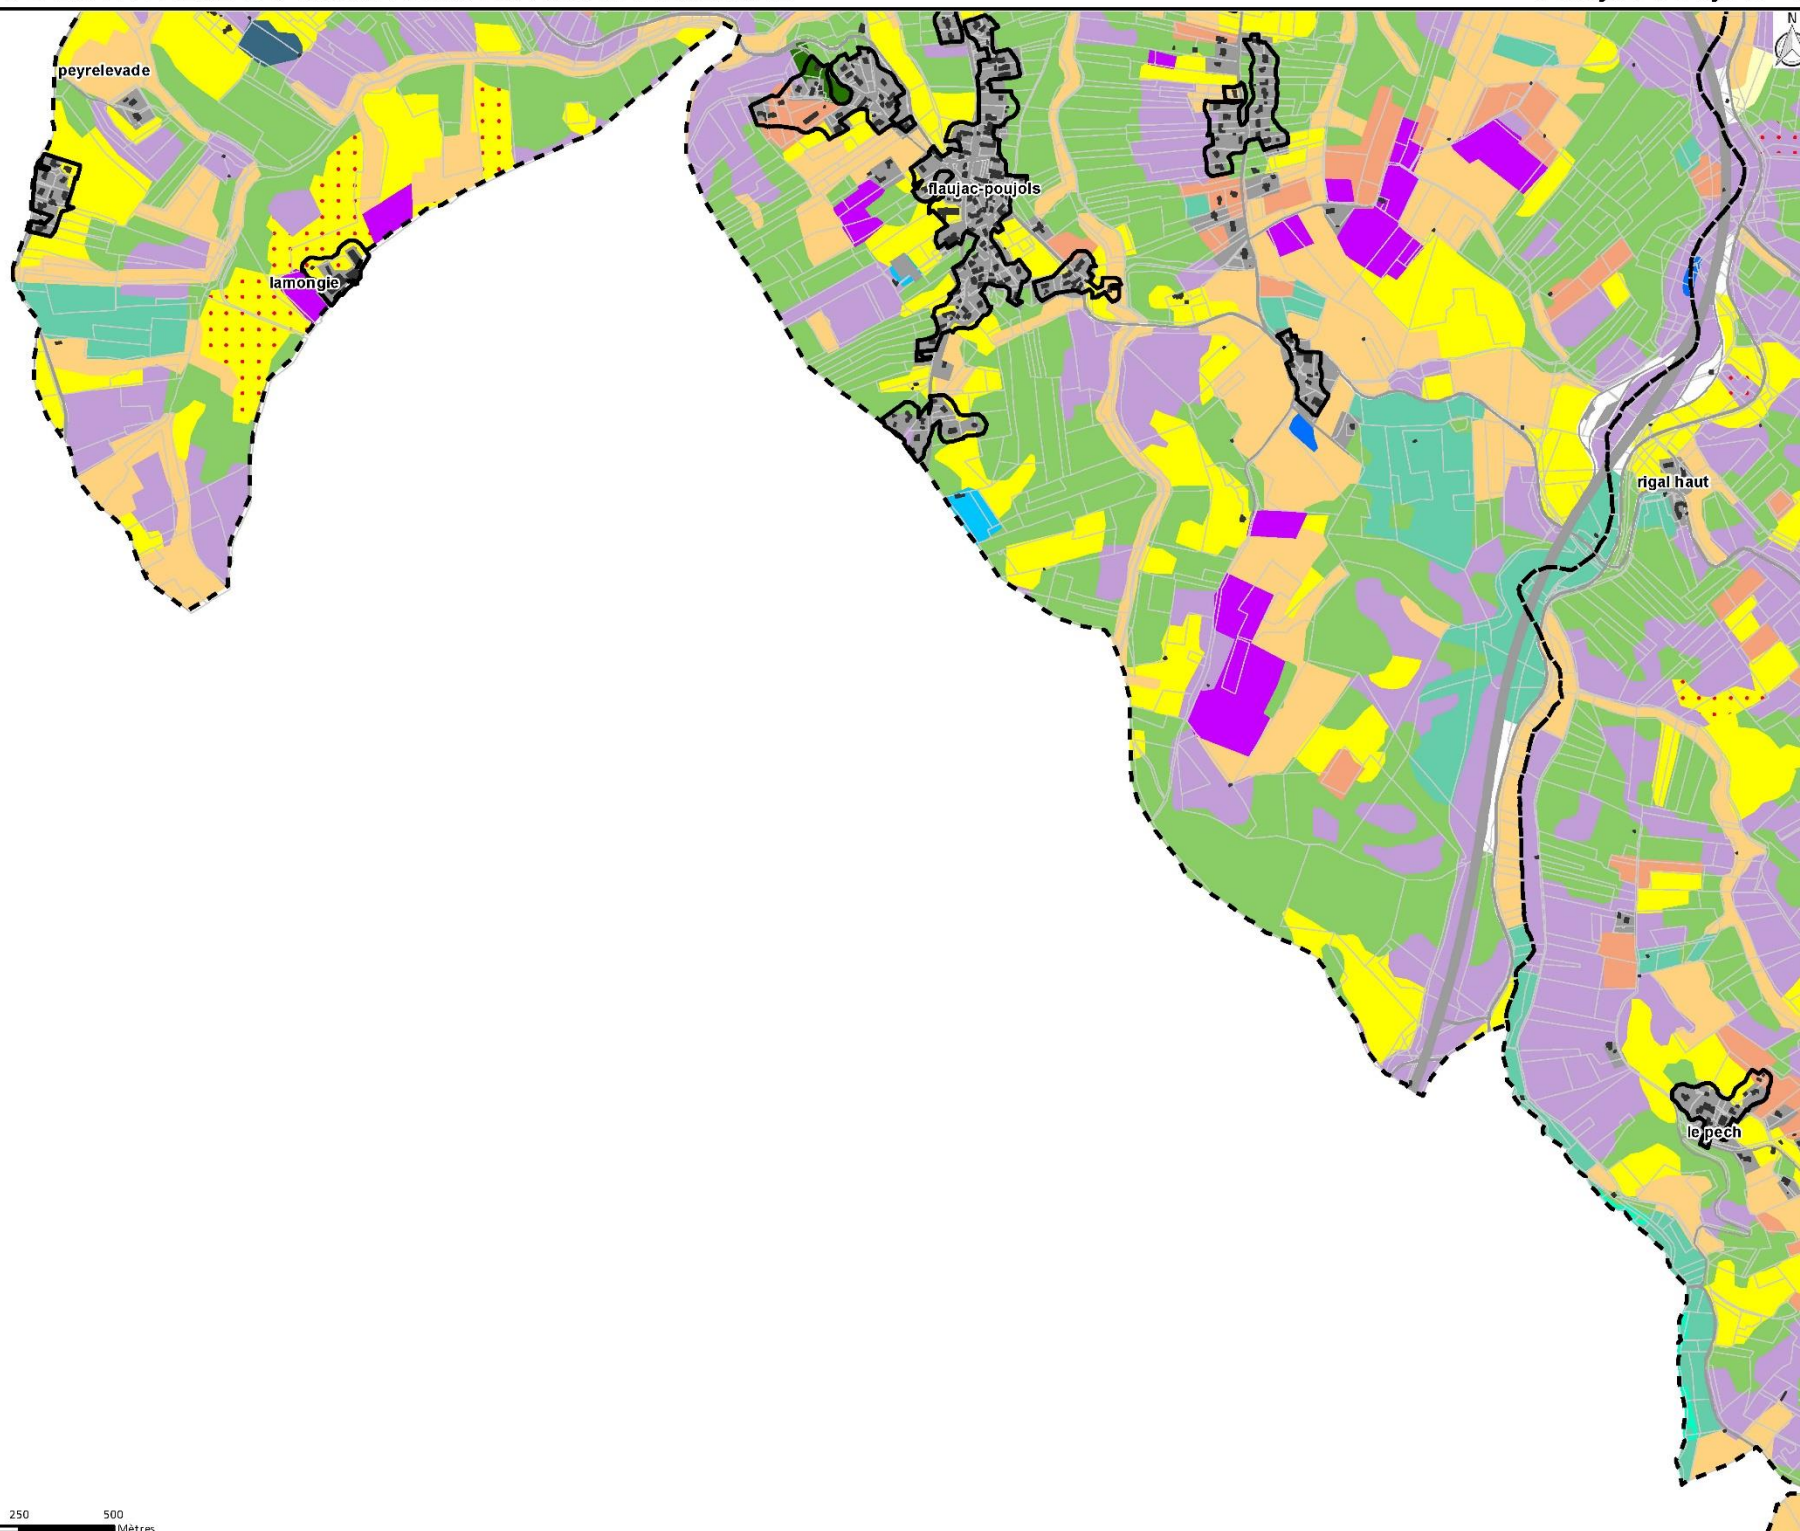 N
peyrelevade
flaujac-poujols
lamongie
rigal haut
le pech
250 500
Mètres